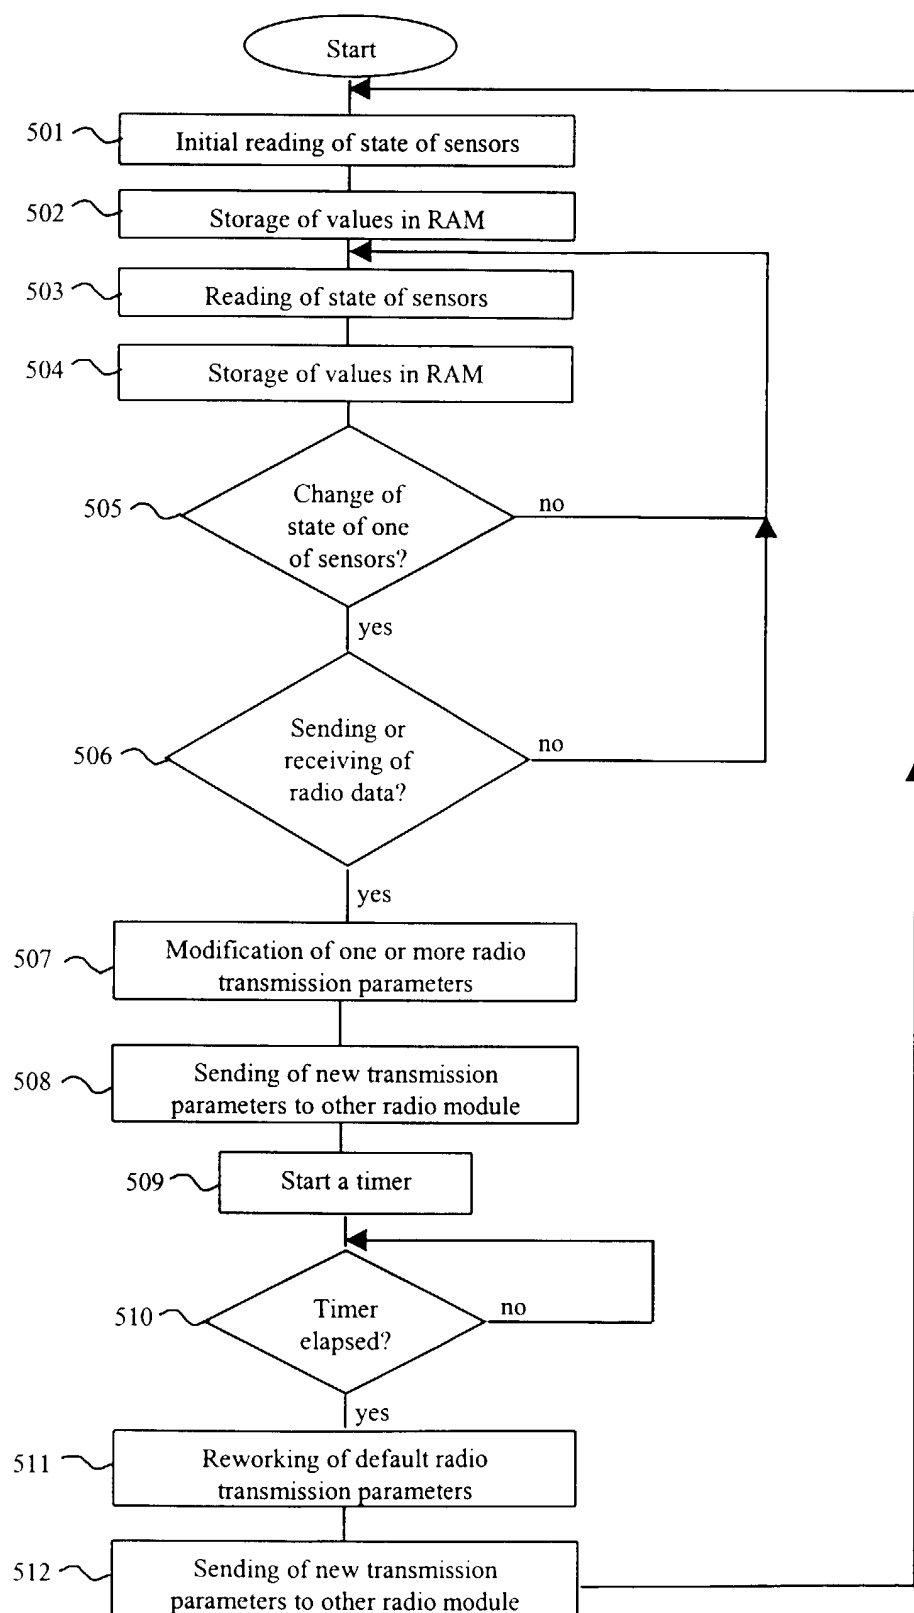 Start
501
Initial reading of state of sensors
502
Storage of values in RAM
503
Reading of state of sensors
504
Storage of values in RAM
505
Change of
state of one
of sensors?
no
yes
506
Sending or
receiving of
radio data?
no
yes
507
Modification of one or more radio
transmission parameters
508
Sending of new transmission
parameters to other radio module
509
Start a timer
510
Timer
elapsed?
no
yes
511
Reworking of default radio
transmission parameters
512
Sending of new transmission
parameters to other radio module